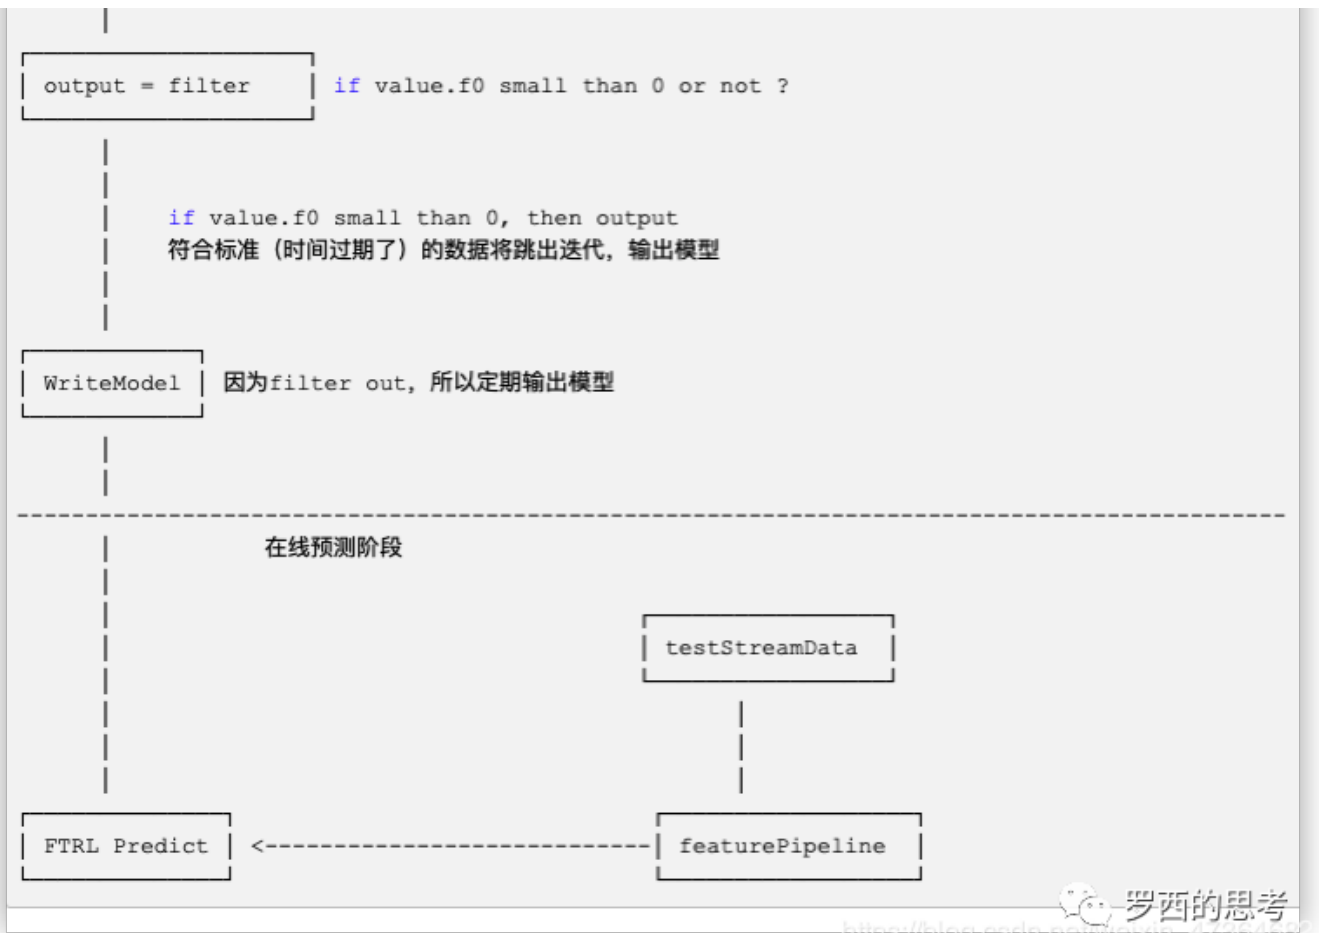 output = filter if value.f0 small than 0 or not ?
if value.f0 small than 0, then output
符合标准（时间过期了）的数据将跳出迭代，输出模型
WriteModel 因为filter out，所以定期输出模型
在线预测阶段
testStreamData
FTRL Predict <---------------------------- featurePipeline
罗西的思考